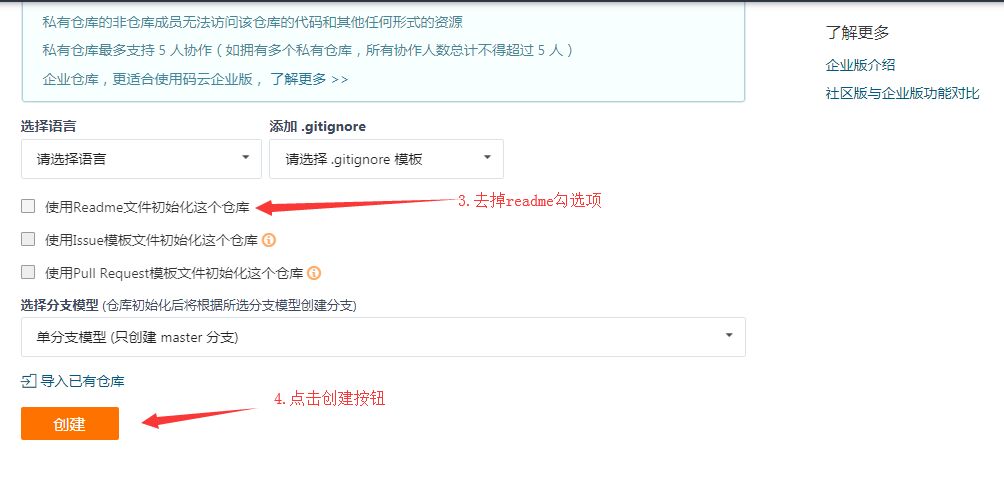 私有仓库的非仓库成员无法访问该仓库的代码和其他任何形式的资源
私有仓库最多支持 5 人协作（如拥有多个私有仓库，所有协作人数总计不得超过 5 人）
企业仓库，更适合使用码云企业版， 了解更多 >>
了解更多
企业版介绍
社区版与企业版功能对比
选择语言
添加 .gitignore
请选择语言
请选择 .gitignore 模板
使用Readme文件初始化这个仓库
3.去掉readme勾选项
使用Issue模板文件初始化这个仓库
使用Pull Request模板文件初始化这个仓库
选择分支模型 (仓库初始化后将根据所选分支模型创建分支)
单分支模型 (只创建 master 分支)
导入已有仓库
4.点击创建按钮
创建